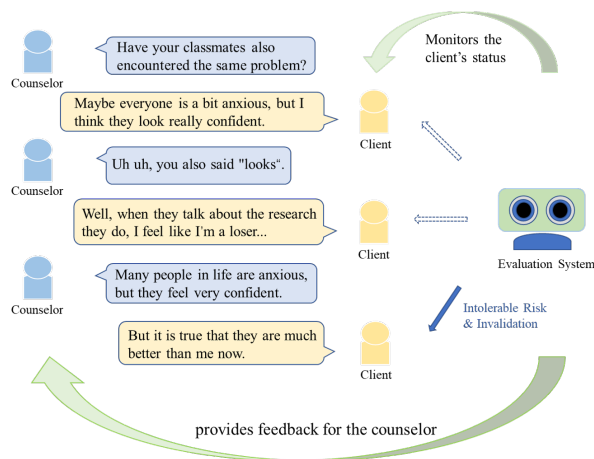 Have your classmates also
encountered the same problem?
Monitors the
client's status
Counselor
Maybe everyone is a bit anxious, but I
think they look really confident.
Client
Uh uh, you also said "looks“.
Counselor
Well, when they talk about the research
they do, I feel like I'm a loser...
Client
Evaluation System
Many people in life are anxious,
but they feel very confident.
Counselor
Intolerable Risk
& Invalidation
But it is true that they are much
better than me now.
Client
provides feedback for the counselor